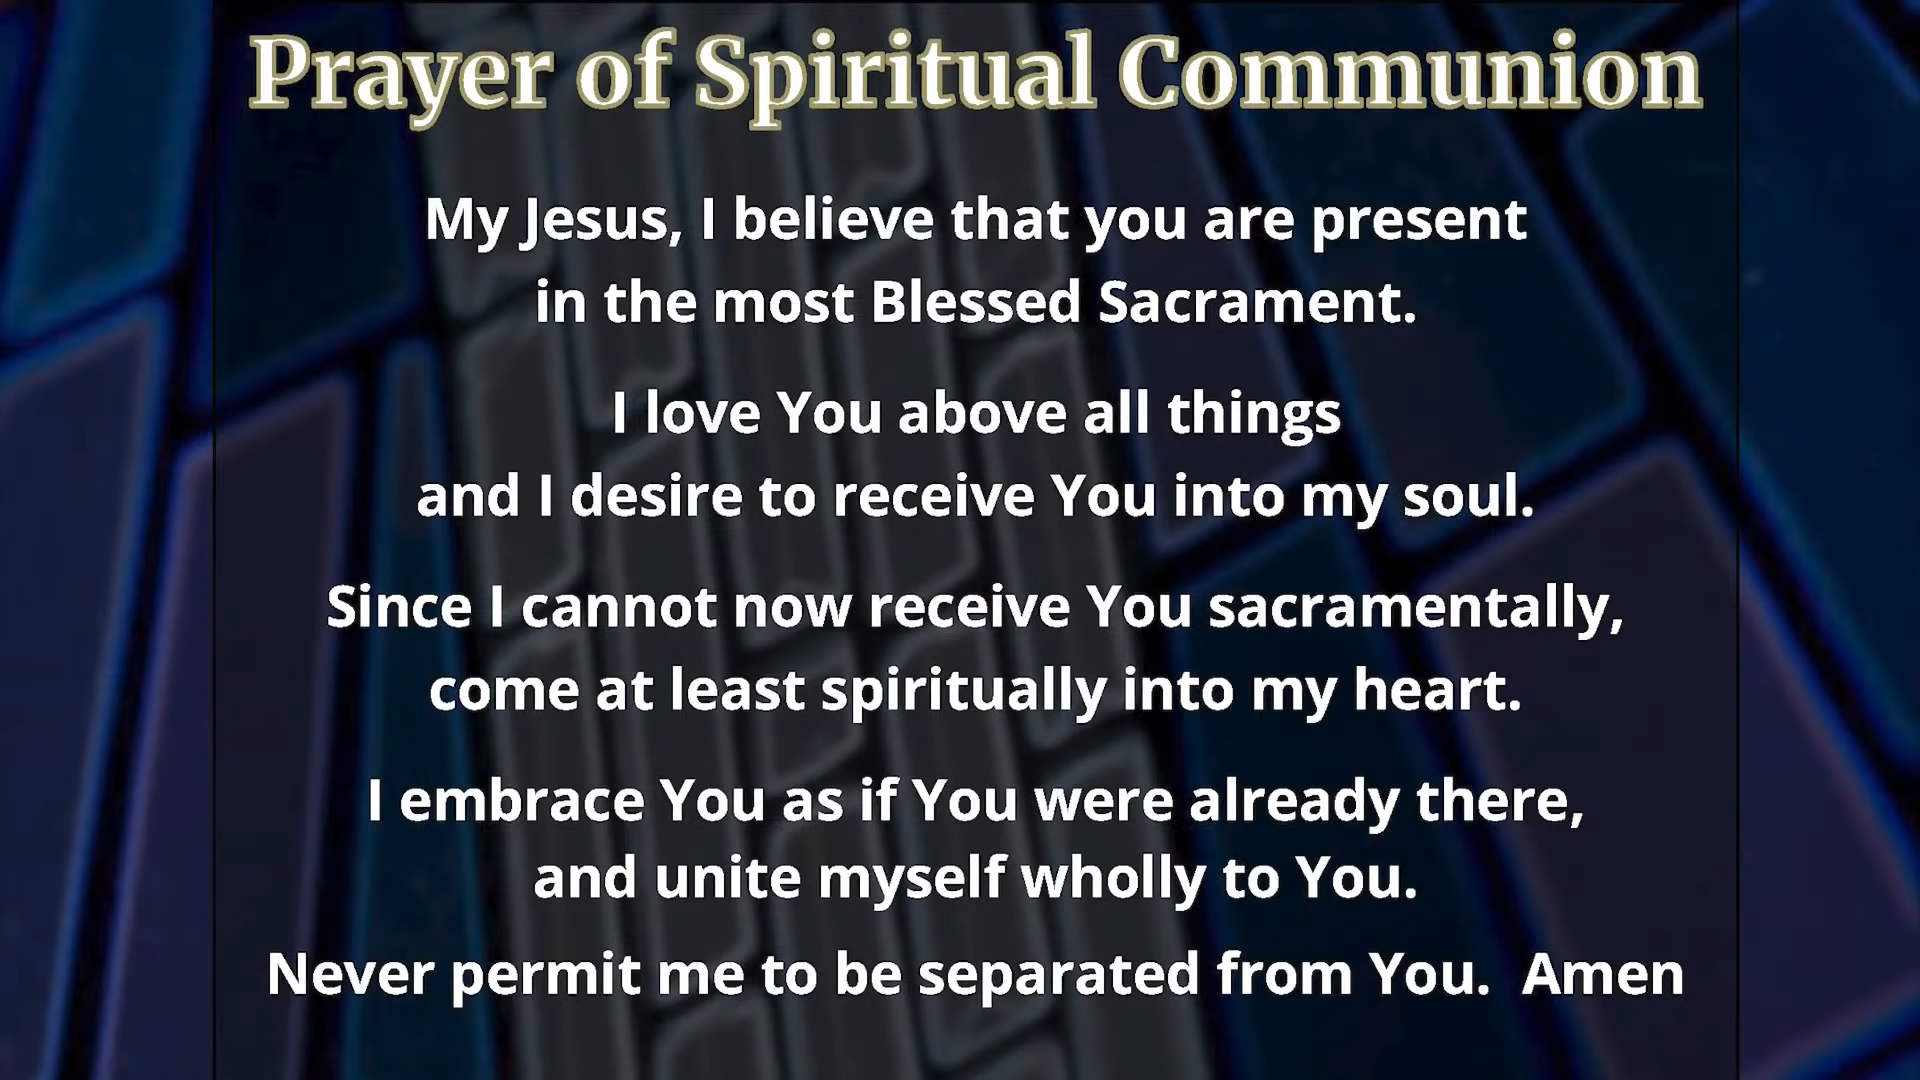 Prayer of Spiritual Communion
My Jesus, I believe that you are present
in the most Blessed Sacrament.
I love You above all things
and I desire to receive You into my soul.
Since I cannot now receive You sacramentally,
come at least spiritually into my heart.
I embrace You as if You were already there,
and unite myself wholly to You.
Never permit me to be separated from You.  Amen